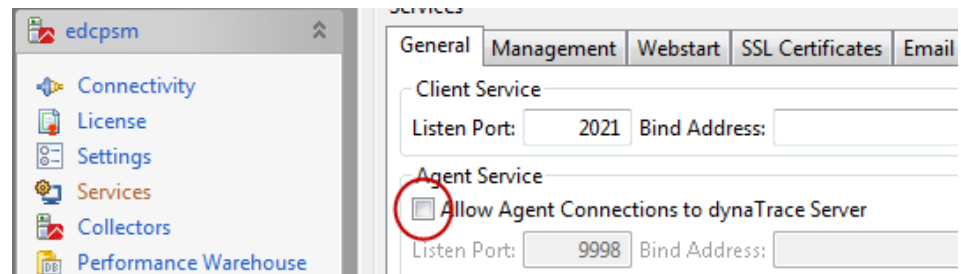 edcpsm
Connectivity
License
Settings
Services
Collectors
DB Performance Warehouse
Services
General Management Webstart SSL Certificates Email
Client Service
Listen Port: 2021 Bind Address:
Agent Service
Allow Agent Connections to dynaTrace Server
Listen Port: 9998 Bind Address: